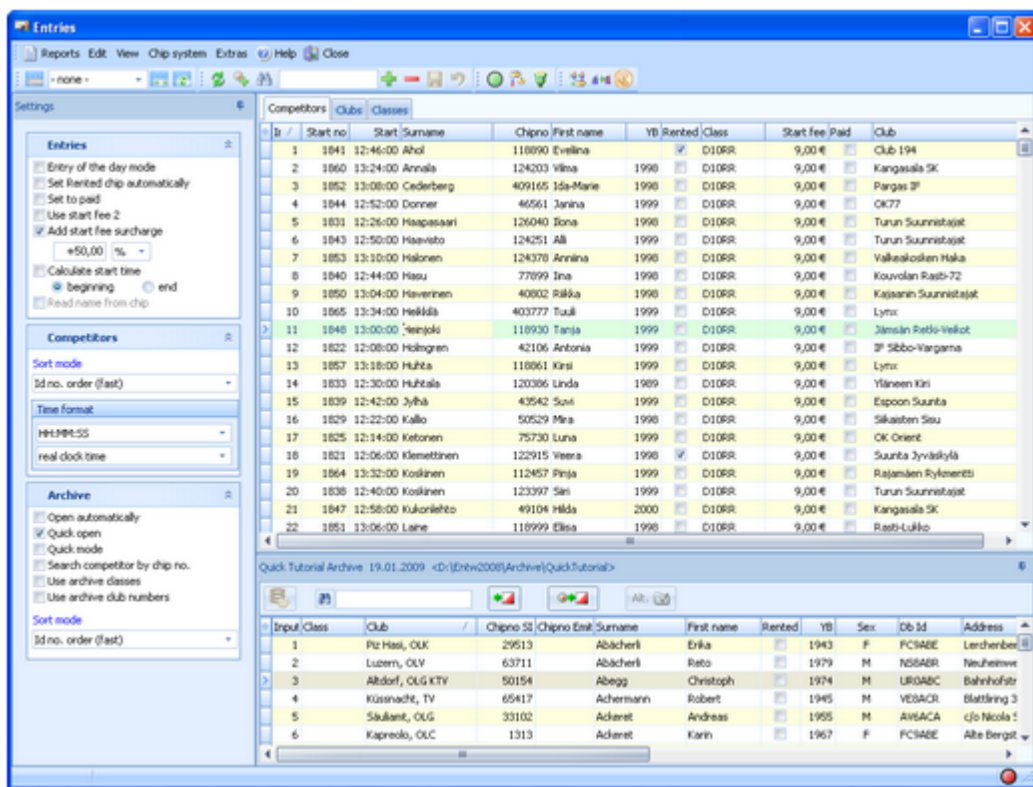 Entries
Reports Edit View Chip system Extras Help Close
- none -
Settings
Entries
Entry of the day mode
Set Rented chip automatically
Set to paid
Use start fee 2
Add start fee surcharge
+50,00 %
Calculate start time
beginning end
Read name from chip
Competitors
Sort mode
Id no. order (fast)
Time format
HH:MM:SS
real clock time
Archive
Open automatically
Quick open
Quick mode
Search competitor by chip no.
Use archive classes
Use archive club numbers
Sort mode
Id no. order (fast)
Competitors Clubs Classes
Start no Start Surname Chipno First name YB Rented Class Start fee Paid Club
1 1841 12:46:00 Ahol 118890 Eveliina D10RR 9,00 € Club 194
2 1860 13:24:00 Annala 124203 Vilma 1998 D10RR 9,00 € Kangasala SK
3 1852 13:08:00 Cederberg 409165 Ida-Marie 1998 D10RR 9,00 € Pargas IF
4 1844 12:52:00 Donner 46561 Janina 1999 D10RR 9,00 € OK77
5 1831 12:26:00 Haapasaari 126040 Ilona 1998 D10RR 9,00 € Turun Suunnistajat
6 1843 12:50:00 Haavisto 124251 Alli 1999 D10RR 9,00 € Turun Suunnistajat
7 1853 13:10:00 Halonen 124378 Anniina 1999 D10RR 9,00 € Valkeakosken Haka
8 1840 12:44:00 Hasu 77899 Iina 1998 D10RR 9,00 € Kouvolan Rasti-72
9 1850 13:04:00 Haverinen 40802 Riikka 1998 D10RR 9,00 € Kajaanin Suunnistajat
10 1865 13:34:00 Heikkilä 403777 Tuuli 1999 D10RR 9,00 € Lynx
11 1848 13:00:00 Heinjoki 118930 Tanja 1999 D10RR 9,00 € Jämsän Retki-Veikot
12 1822 12:08:00 Holmgren 42106 Antonia 1999 D10RR 9,00 € IF Sibbo-Vargarna
13 1857 13:18:00 Huhta 118861 Kirsi 1999 D10RR 9,00 € Lynx
14 1833 12:30:00 Huhtala 120386 Linda 1989 D10RR 9,00 € Yläneen Kiri
15 1839 12:42:00 Jylhä 43542 Suvi 1999 D10RR 9,00 € Espoon Suunta
16 1829 12:22:00 Kallio 50529 Mira 1998 D10RR 9,00 € Siikaisten Sisu
17 1825 12:14:00 Ketonen 75730 Luna 1999 D10RR 9,00 € OK Orient
18 1821 12:06:00 Klemettinen 122915 Veera 1998 D10RR 9,00 € Suunta Jyväskylä
19 1864 13:32:00 Koskinen 112457 Pinja 1999 D10RR 9,00 € Rajamäen Rykmentti
20 1838 12:40:00 Koskinen 123397 Siiri 1999 D10RR 9,00 € Turun Suunnistajat
21 1847 12:58:00 Kukonlehto 49104 Hilda 2000 D10RR 9,00 € Kangasala SK
22 1851 13:06:00 Laine 118999 Elisa 1998 D10RR 9,00 € Rasti-Lukko
Quick Tutorial Archive 19.01.2009 <D:\Entw2008\Archive\QuickTutorial>
Alt.:
Input Class Club Chipno SI Chipno Emit Surname First name Rented YB Sex Db Id Address
1 Piz Hasi, OLK 29513 Abächerli Erika 1943 F FC9ABE Lerchenber
2 Luzern, OLV 63711 Abächerli Reto 1979 M NS8ABR Neuheimwe
3 Altdorf, OLG KTV 50154 Abegg Christoph 1974 M UR0ABC Bahnhofstr
4 Küssnacht, TV 65417 Achermann Robert 1945 M VE8ACR Blattliring 3
5 Säuliamt, OLG 33102 Ackeret Andreas 1955 M AW6ACA c/o Nicola S
6 Kapreolo, OLC 1313 Ackeret Karin 1967 F FC9ABE Alte Bergst